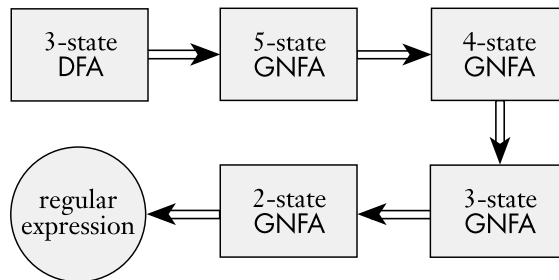 3-state
DFA
5-state
GNFA
4-state
GNFA
3-state
GNFA
2-state
GNFA
regular
expression